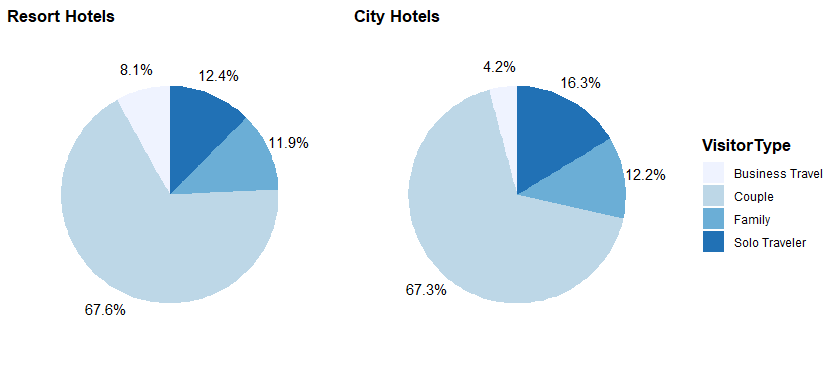 Resort Hotels
8.1%
12.4%
11.9%
67.6%
City Hotels
4.2%
16.3%
12.2%
67.3%
VisitorType
Business Travel
Couple
Family
Solo Traveler